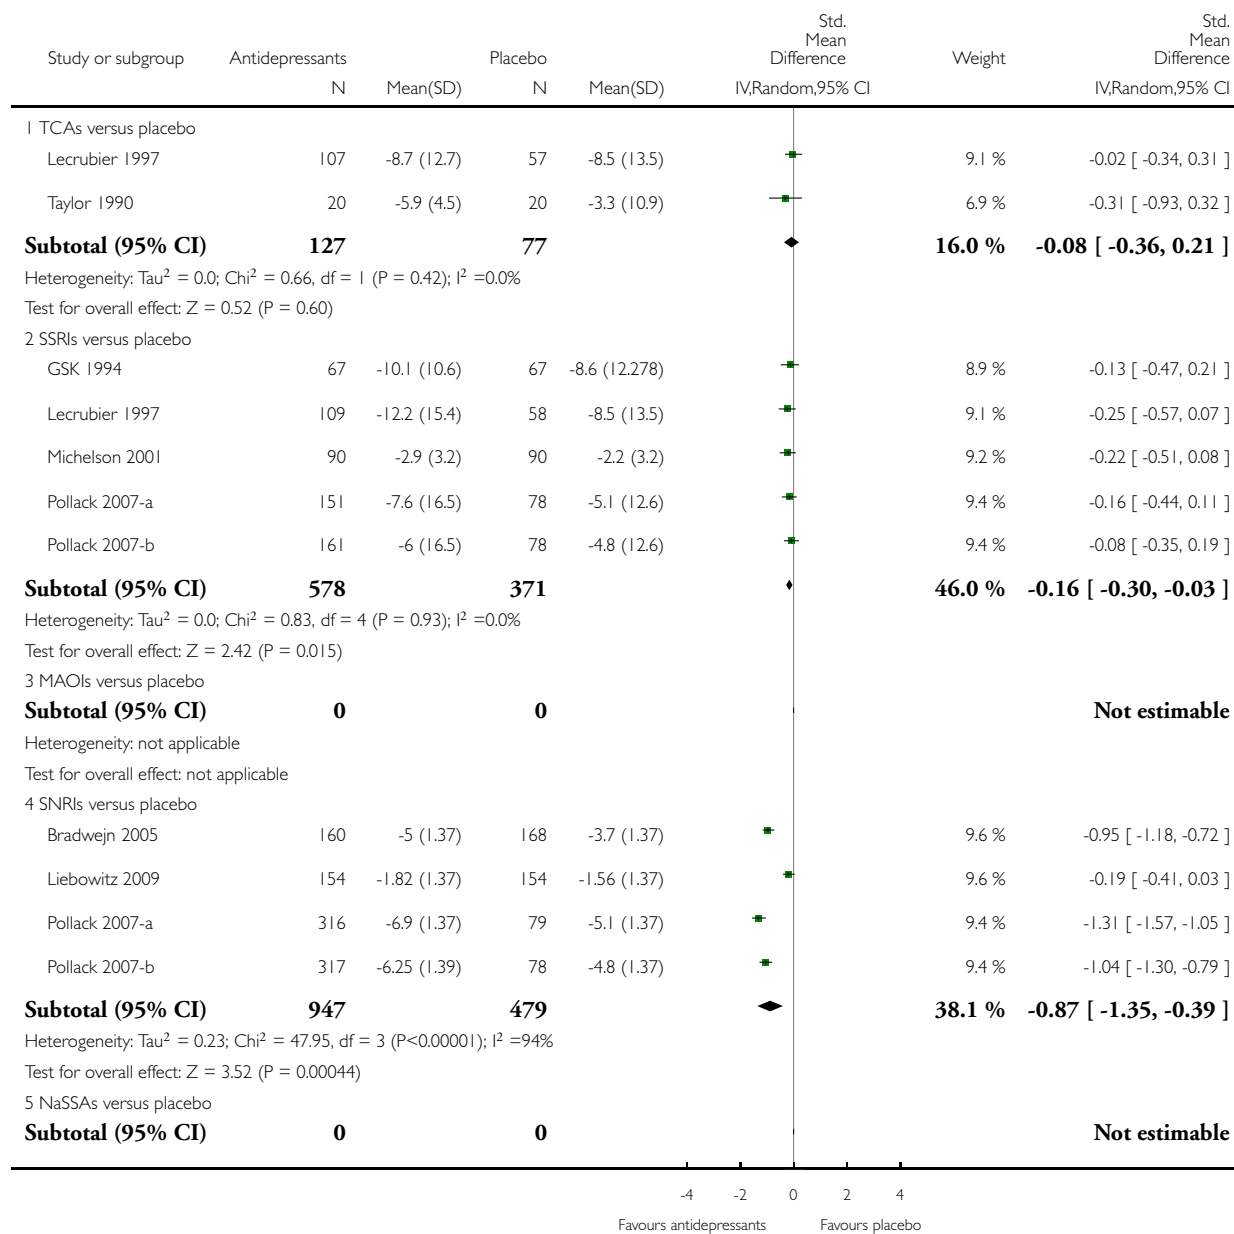 Std.
Mean
Difference
Std.
Mean
Difference
Study or subgroup Antidepressants Placebo Weight
N Mean(SD) N Mean(SD) IV,Random,95% CI IV,Random,95% CI
1 TCAs versus placebo
Lecrubier 1997 107 -8.7 (12.7) 57 -8.5 (13.5) 9.1 % -0.02 [ -0.34, 0.31 ]
Taylor 1990 20 -5.9 (4.5) 20 -3.3 (10.9) 6.9 % -0.31 [ -0.93, 0.32 ]
Subtotal (95% CI) 127 77 16.0 % -0.08 [ -0.36, 0.21 ]
Heterogeneity: Tau² = 0.0; Chi² = 0.66, df = 1 (P = 0.42); I² =0.0%
Test for overall effect: Z = 0.52 (P = 0.60)
2 SSRIs versus placebo
GSK 1994 67 -10.1 (10.6) 67 -8.6 (12.278) 8.9 % -0.13 [ -0.47, 0.21 ]
Lecrubier 1997 109 -12.2 (15.4) 58 -8.5 (13.5) 9.1 % -0.25 [ -0.57, 0.07 ]
Michelson 2001 90 -2.9 (3.2) 90 -2.2 (3.2) 9.2 % -0.22 [ -0.51, 0.08 ]
Pollack 2007-a 151 -7.6 (16.5) 78 -5.1 (12.6) 9.4 % -0.16 [ -0.44, 0.11 ]
Pollack 2007-b 161 -6 (16.5) 78 -4.8 (12.6) 9.4 % -0.08 [ -0.35, 0.19 ]
Subtotal (95% CI) 578 371 46.0 % -0.16 [ -0.30, -0.03 ]
Heterogeneity: Tau² = 0.0; Chi² = 0.83, df = 4 (P = 0.93); I² =0.0%
Test for overall effect: Z = 2.42 (P = 0.015)
3 MAOIs versus placebo
Subtotal (95% CI) 0 0 Not estimable
Heterogeneity: not applicable
Test for overall effect: not applicable
4 SNRIs versus placebo
Bradwejn 2005 160 -5 (1.37) 168 -3.7 (1.37) 9.6 % -0.95 [ -1.18, -0.72 ]
Liebowitz 2009 154 -1.82 (1.37) 154 -1.56 (1.37) 9.6 % -0.19 [ -0.41, 0.03 ]
Pollack 2007-a 316 -6.9 (1.37) 79 -5.1 (1.37) 9.4 % -1.31 [ -1.57, -1.05 ]
Pollack 2007-b 317 -6.25 (1.39) 78 -4.8 (1.37) 9.4 % -1.04 [ -1.30, -0.79 ]
Subtotal (95% CI) 947 479 38.1 % -0.87 [ -1.35, -0.39 ]
Heterogeneity: Tau² = 0.23; Chi² = 47.95, df = 3 (P<0.00001); I² =94%
Test for overall effect: Z = 3.52 (P = 0.00044)
5 NaSSAs versus placebo
Subtotal (95% CI) 0 0 Not estimable
-4 -2 0 2 4
Favours antidepressants Favours placebo